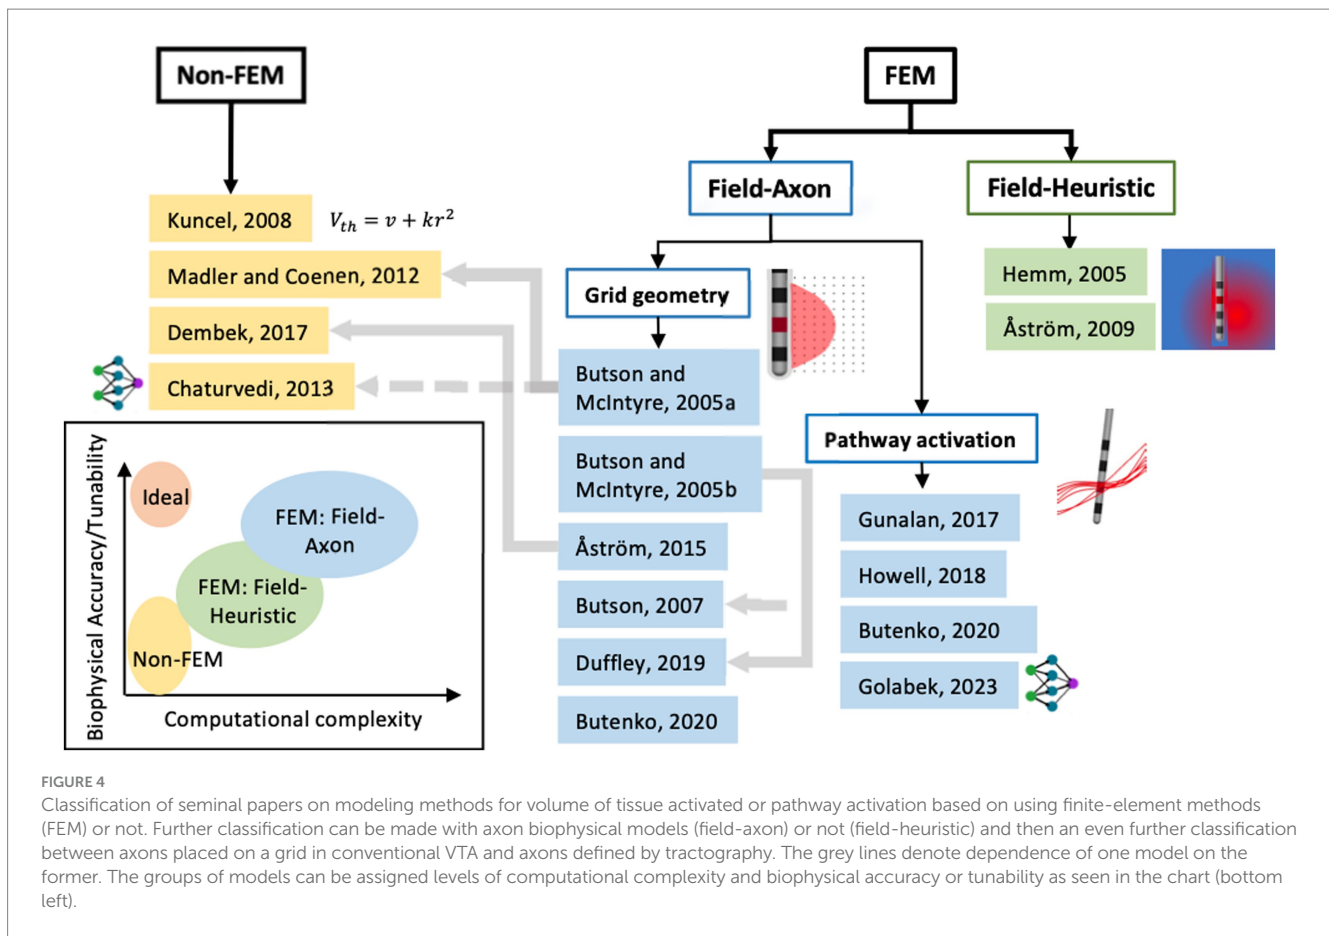 Non-FEM
FEM
Field-Axon
Field-Heuristic
Kuncel, 2008
V_{th} = v + kr^2
Madler and Coenen, 2012
Dembek, 2017
Chaturvedi, 2013
Grid geometry
Butson and
McIntyre, 2005a
Butson and
McIntyre, 2005b
Åström, 2015
Butson, 2007
Duffley, 2019
Butenko, 2020
Pathway activation
Gunalan, 2017
Howell, 2018
Butenko, 2020
Golabek, 2023
Hemm, 2005
Åström, 2009
Biophysical Accuracy/Tunability
Ideal
FEM: Field-
Axon
FEM: Field-
Heuristic
Non-FEM
Computational complexity
FIGURE 4
Classification of seminal papers on modeling methods for volume of tissue activated or pathway activation based on using finite-element methods
(FEM) or not. Further classification can be made with axon biophysical models (field-axon) or not (field-heuristic) and then an even further classification
between axons placed on a grid in conventional VTA and axons defined by tractography. The grey lines denote dependence of one model on the
former. The groups of models can be assigned levels of computational complexity and biophysical accuracy or tunability as seen in the chart (bottom
left).